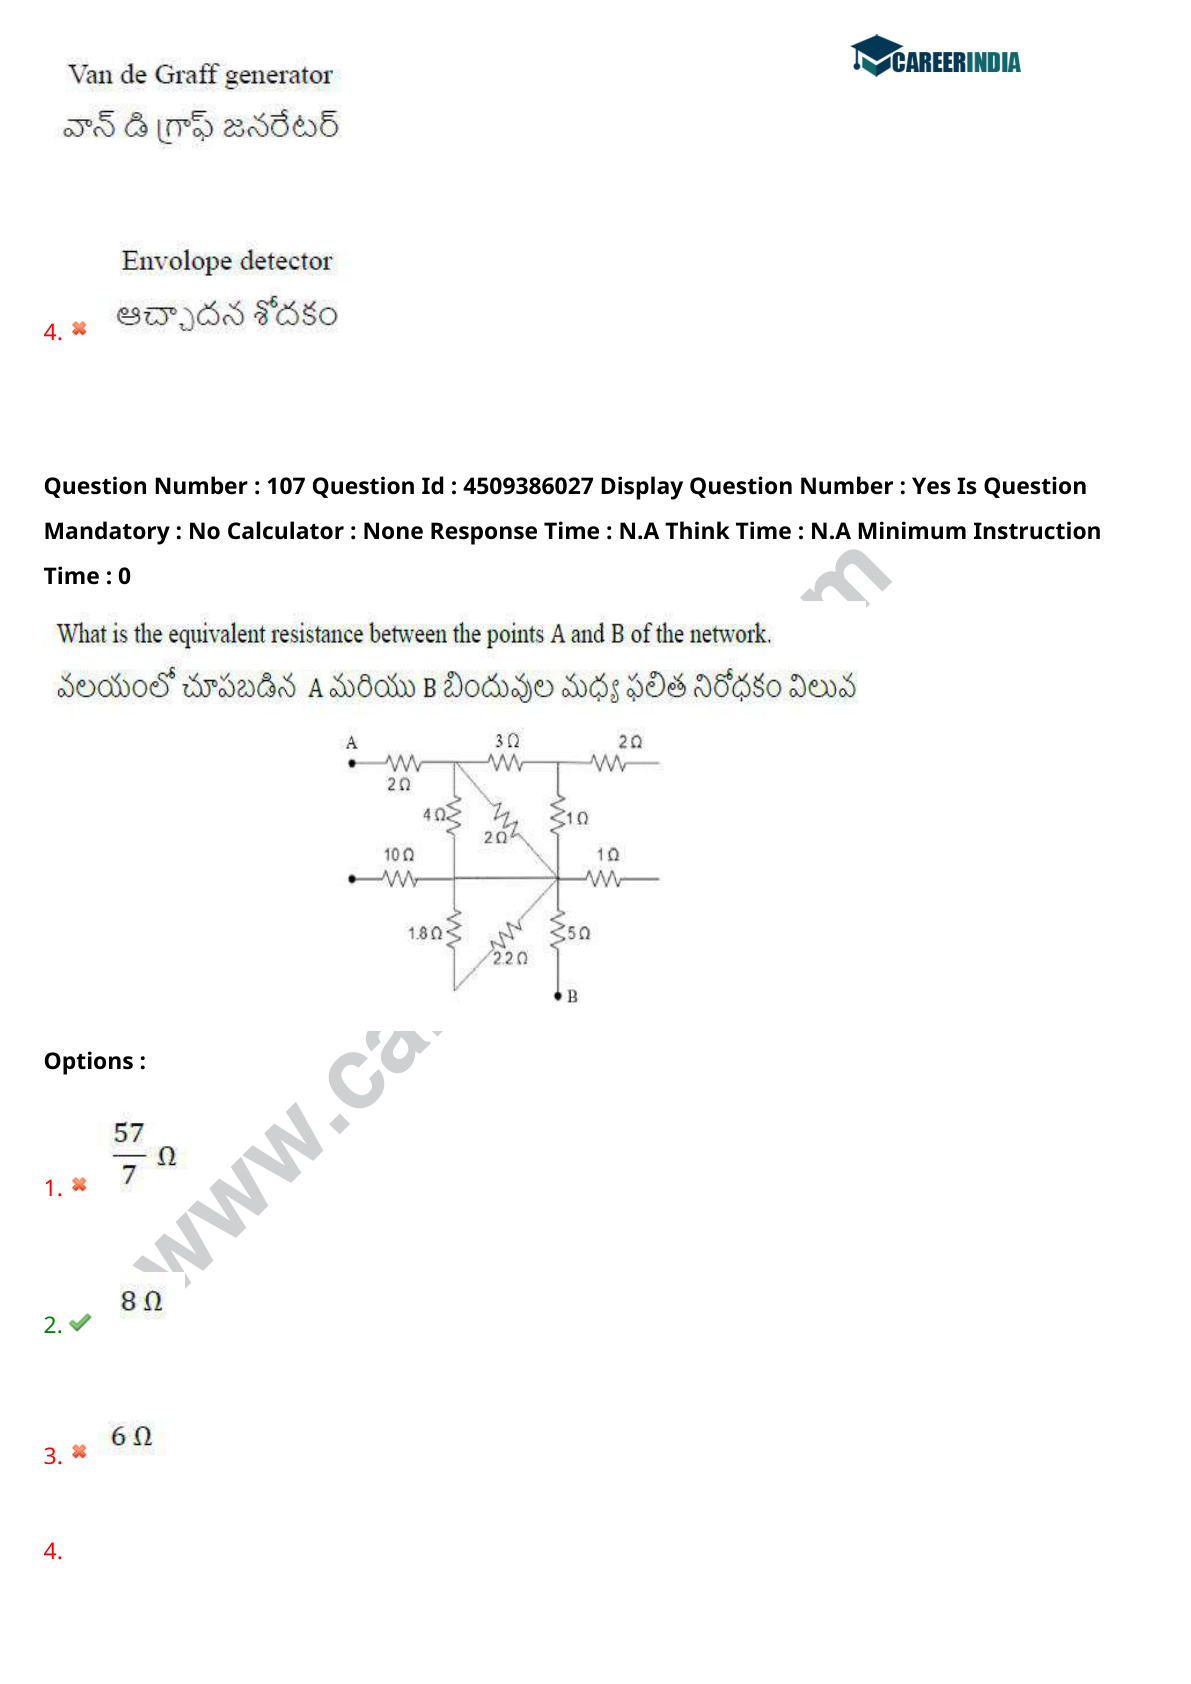 CAREERINDIA
Van de Graff generator
వాన్ డి గ్రాఫ్ జనరేటర్
Envolope detector
ఆచ్ఛాదన శోదకం
4.
Question Number : 107 Question Id : 4509386027 Display Question Number : Yes Is Question
Mandatory : No Calculator : None Response Time : N.A Think Time : N.A Minimum Instruction
Time : 0
What is the equivalent resistance between the points A and B of the network.
వలయంలో చూపబడిన A మరియు B బిందువుల మధ్య ఫలిత నిరోధకం విలువ
A 3 Ω 2 Ω
2 Ω
4 Ω 2 Ω 1 Ω
10 Ω 1 Ω
1.8 Ω 2.2 Ω 5 Ω
B
www.ca
m
Options :
57
7 Ω
1.
8 Ω
2.
6 Ω
3.
4.